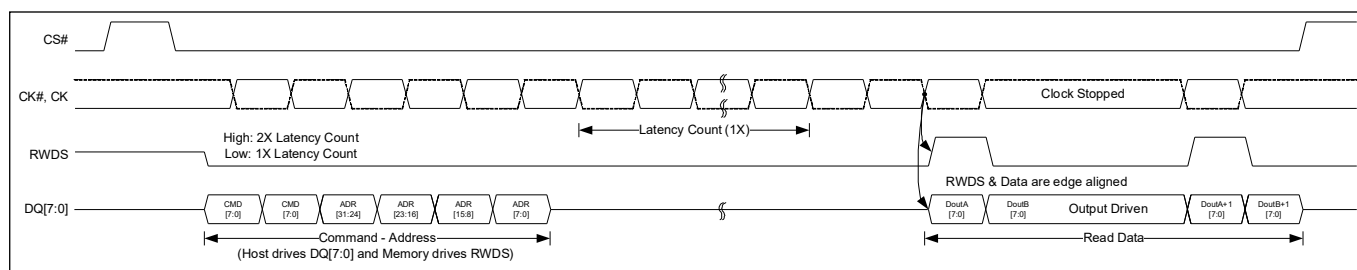 CS#
CK#, CK
Clock Stopped
Latency Count (1X)
High: 2X Latency Count
Low: 1X Latency Count
RWDS
RWDS & Data are edge aligned
DQ[7:0]
CMD [7:0]
CMD [7:0]
ADR [31:24]
ADR [23:16]
ADR [15:8]
ADR [7:0]
DoutA [7:0]
DoutB [7:0]
Output Driven
DoutA+1 [7:0]
DoutB+1 [7:0]
Command - Address
(Host drives DQ[7:0] and Memory drives RWDS)
Read Data